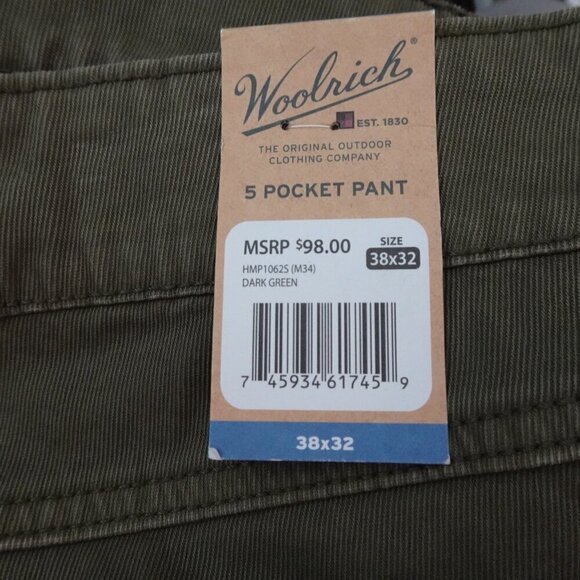 Woolrich®
EST. 1830
THE ORIGINAL OUTDOOR
CLOTHING COMPANY
5 POCKET PANT
MSRP $98.00
SIZE
38x32
HMP1062S (M34)
DARK GREEN
7 45934 61745 9
38x32